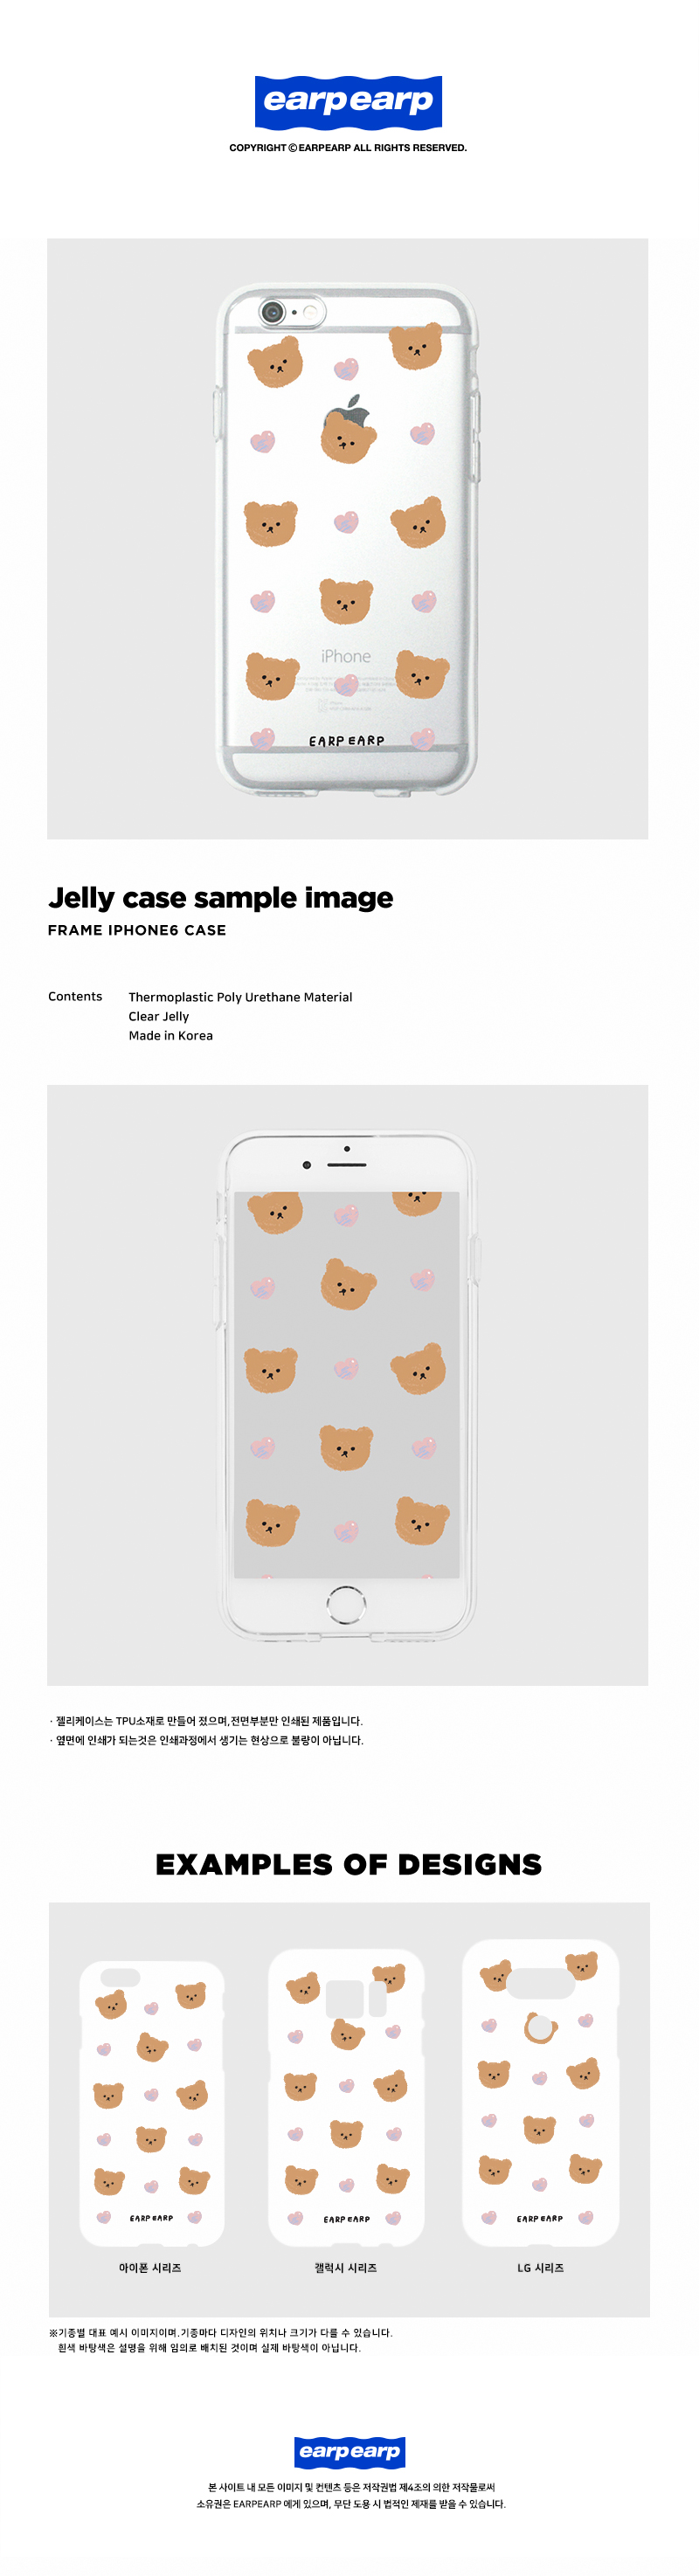 earp earp
COPYRIGHT © EARPEARP ALL RIGHTS RESERVED.
iPhone
EARP EARP
Jelly case sample image
FRAME IPHONE6 CASE
Contents Thermoplastic Poly Urethane Material
Clear Jelly
Made in Korea
· 젤리케이스는 TPU소재로 만들어 졌으며,전면부분만 인쇄된 제품입니다.
· 옆면에 인쇄가 되는것은 인쇄과정에서 생기는 현상으로 불량이 아닙니다.
EXAMPLES OF DESIGNS
EARP EARP
EARP EARP
EARP EARP
아이폰 시리즈
갤럭시 시리즈
LG 시리즈
※기종별 대표 예시 이미지이며.기종마다 디자인의 위치나 크기가 다를 수 있습니다.
흰색 바탕색은 설명을 위해 임의로 배치된 것이며 실제 바탕색이 아닙니다.
earp earp
본 사이트 내 모든 이미지 및 컨텐츠 등은 저작권법 제4조의 의한 저작물로써
소유권은 EARPEARP 에게 있으며, 무단 도용 시 법적인 제재를 받을 수 있습니다.